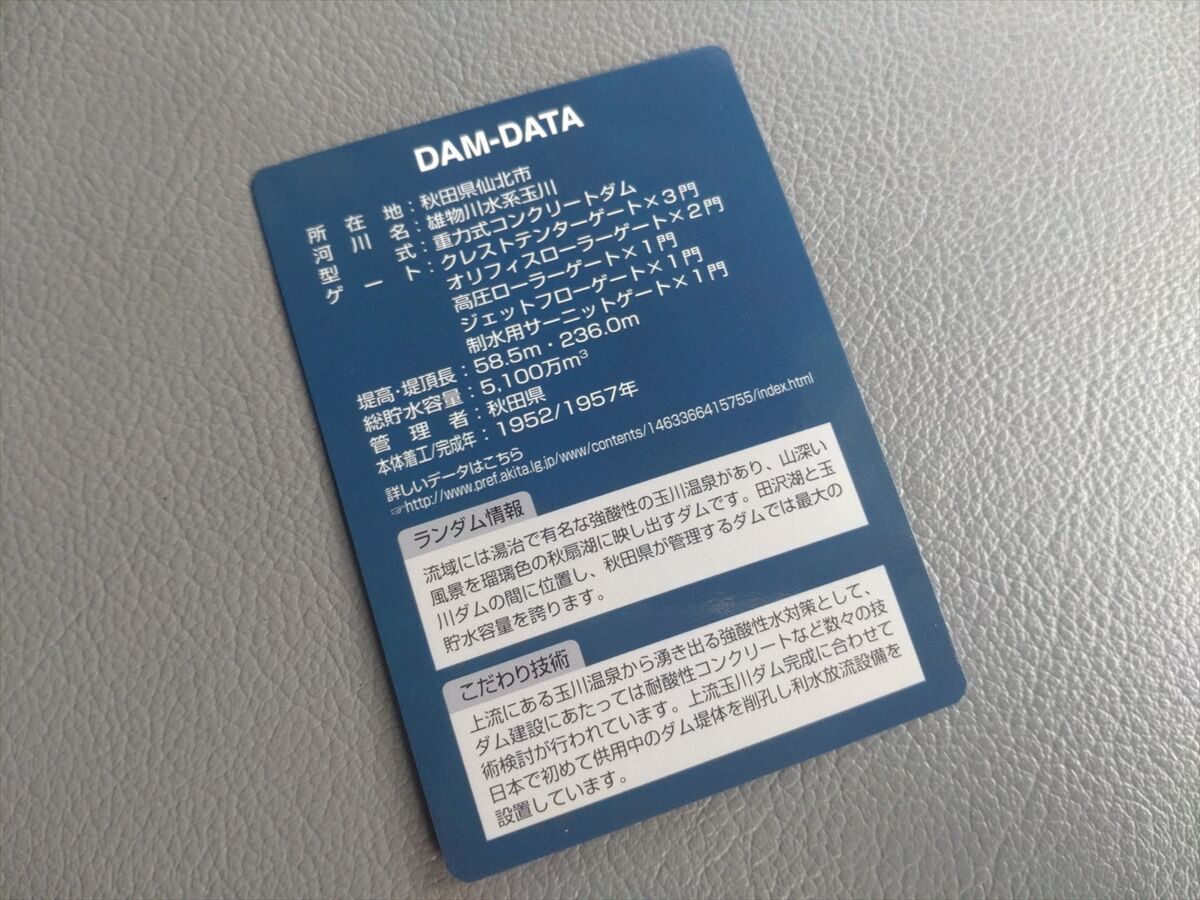 DAM-DATA
所在地：秋田県仙北市
河川名：雄物川水系玉川
型式：重力式コンクリートダム
ゲート：クレストテンターゲート×3門
オリフィスローラーゲート×2門
高圧ローラーゲート×1門
ジェットフローゲート×1門
制水用サーニットゲート×1門
堤高・堤頂長：58.5m・236.0m
総貯水容量：5,100万m³
管理者：秋田県
本体着工/完成年：1952/1957年
詳しいデータはこちら
☞http://www.pref.akita.lg.jp/www/contents/1463366415755/index.html
ランダム情報
流域には湯治で有名な強酸性の玉川温泉があり、山深い
風景を瑠璃色の秋扇湖に映し出すダムです。田沢湖と玉
川ダムの間に位置し、秋田県が管理するダムでは最大の
貯水容量を誇ります。
こだわり技術
上流にある玉川温泉から湧き出る強酸性水対策として、
ダム建設にあたっては耐酸性コンクリートなど数々の技
術検討が行われています。上流玉川ダム完成に合わせて
日本で初めて供用中のダム堤体を削孔し利水放流設備を
設置しています。